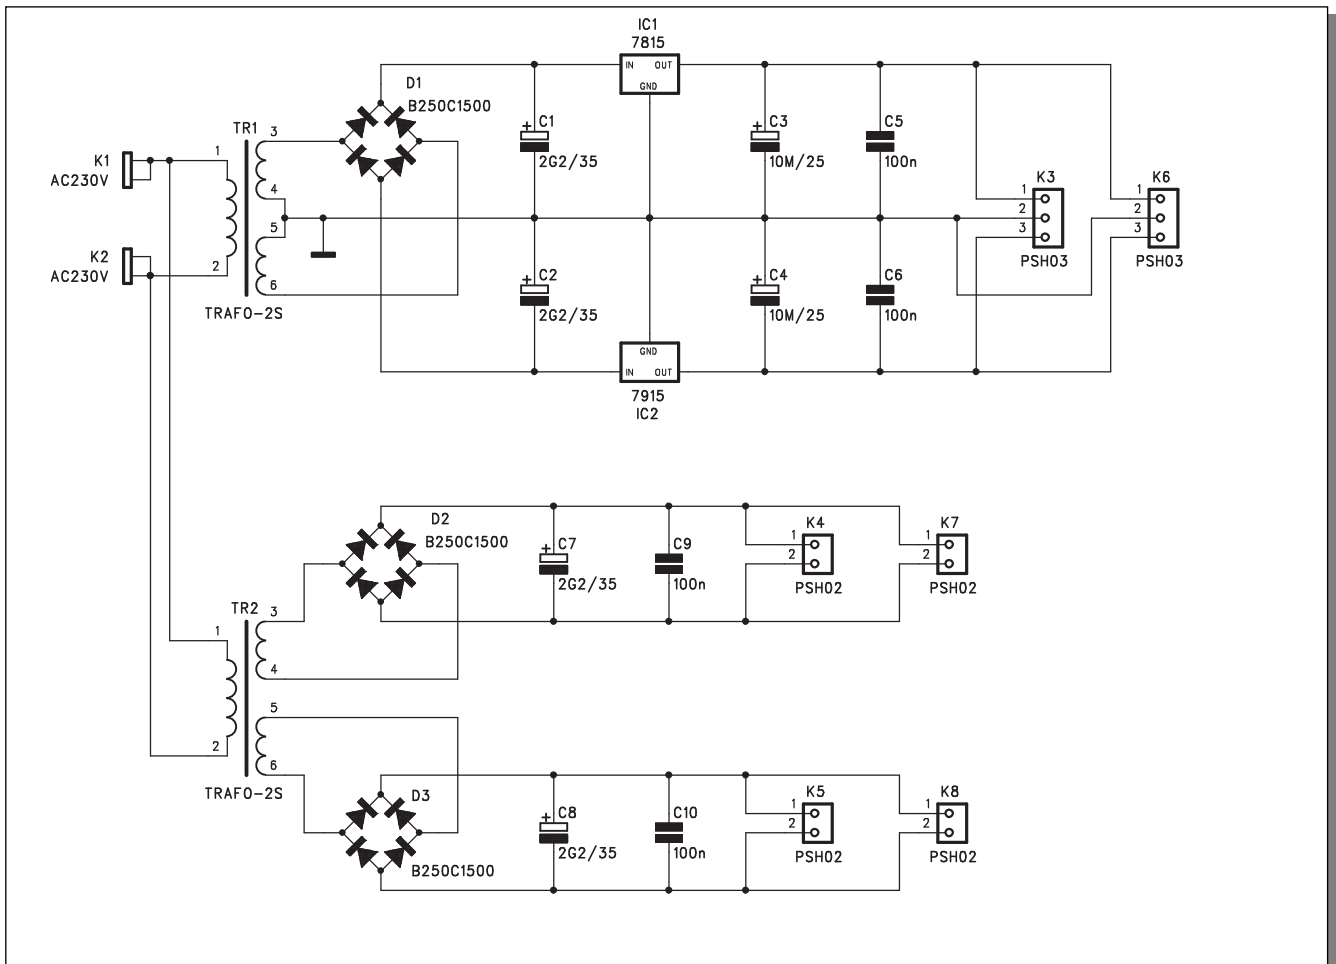 IC1
7815
IN OUT
GND
D1
B250C1500
TR1
3
1
4
5
2
6
TRAFO-2S
K1
AC230V
K2
AC230V
+ C1
2G2/35
+ C3
10M/25
C5
100n
K3
1
2
3
PSH03
K6
1
2
3
PSH03
+ C2
2G2/35
+ C4
10M/25
C6
100n
GND
IN OUT
7915
IC2
D2
B250C1500
+ C7
2G2/35
C9
100n
K4
1
2
PSH02
K7
1
2
PSH02
TR2
3
1
4
5
2
6
TRAFO-2S
D3
B250C1500
+ C8
2G2/35
C10
100n
K5
1
2
PSH02
K8
1
2
PSH02